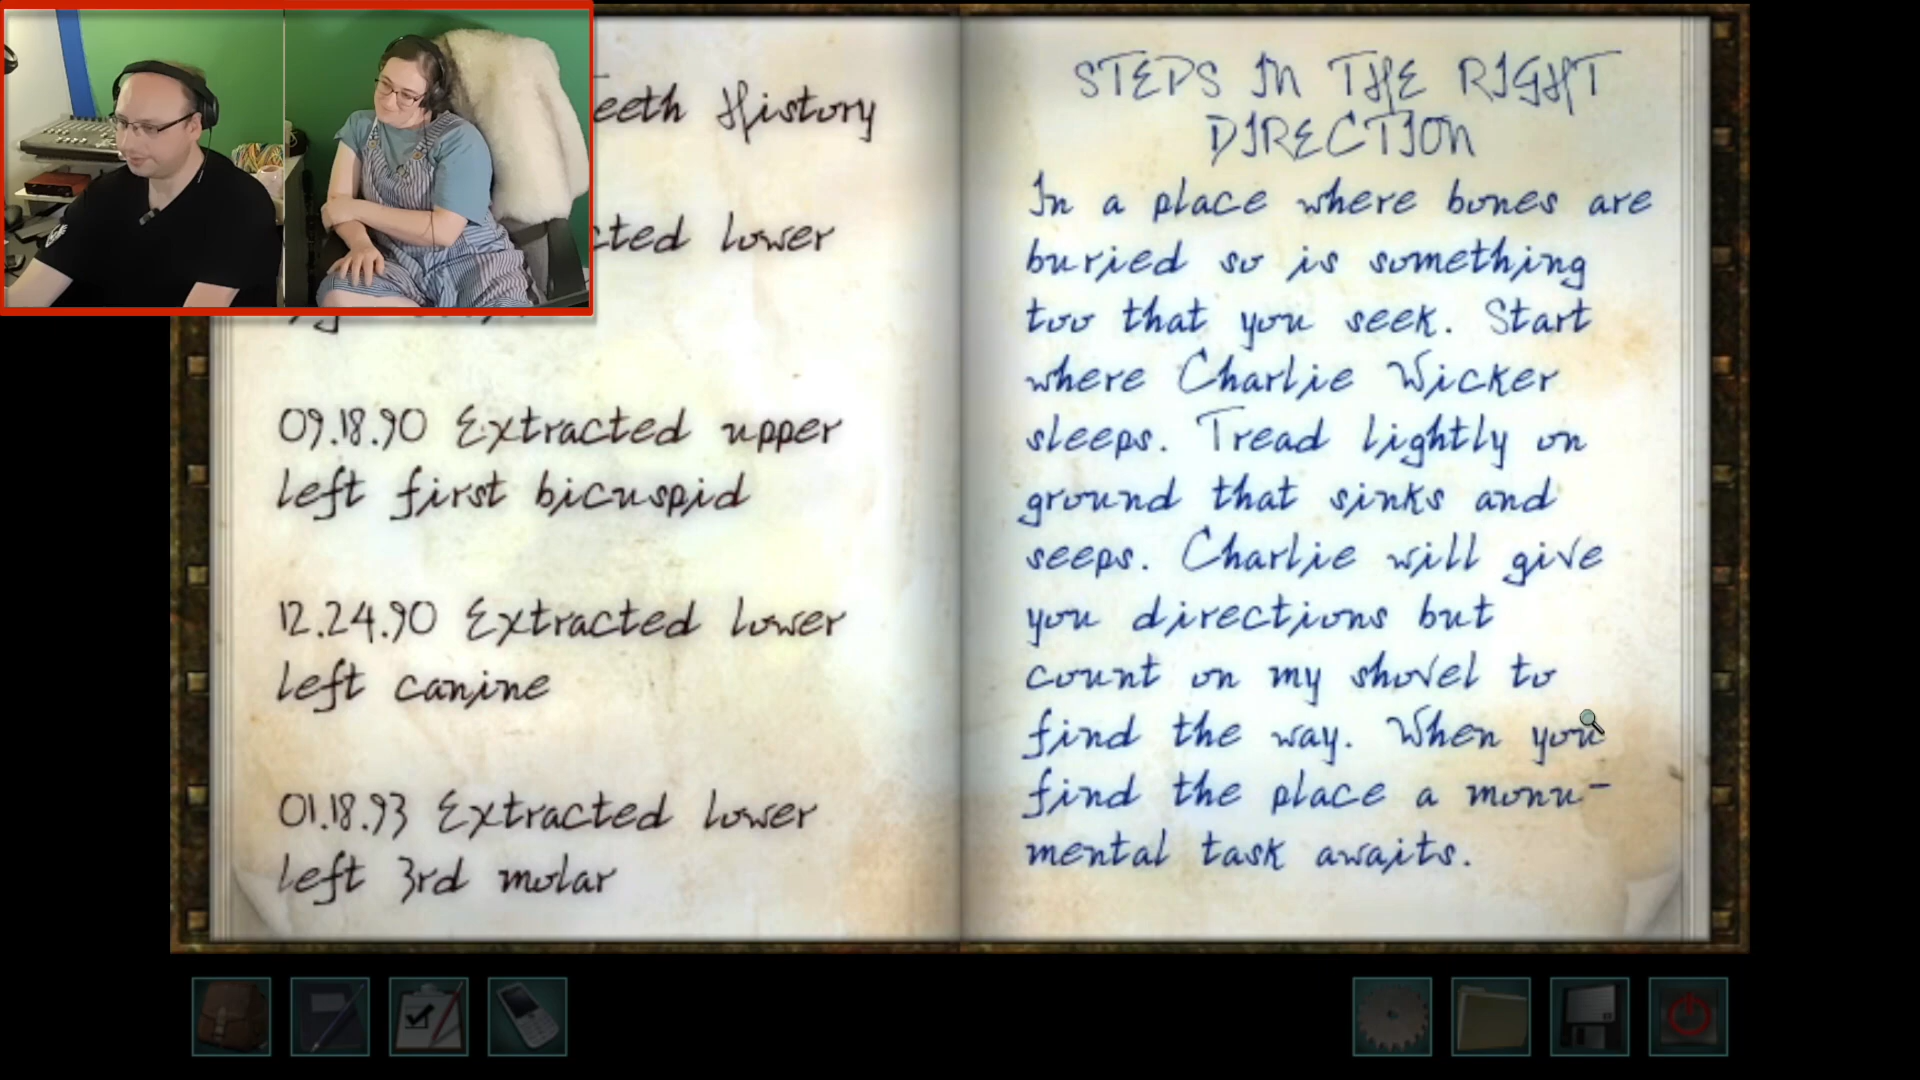 eeth History
cted lower
09.18.90 Extracted upper
left first bicuspid
12.24.90 Extracted lower
left canine
01.18.93 Extracted lower
left 3rd molar
STEPS IN THE RIGHT
DIRECTION
In a place where bones are
buried so is something
too that you seek. Start
where Charlie Wicker
sleeps. Tread lightly on
ground that sinks and
seeps. Charlie will give
you directions but
count on my shovel to
find the way. When you
find the place a monu-
mental task awaits.